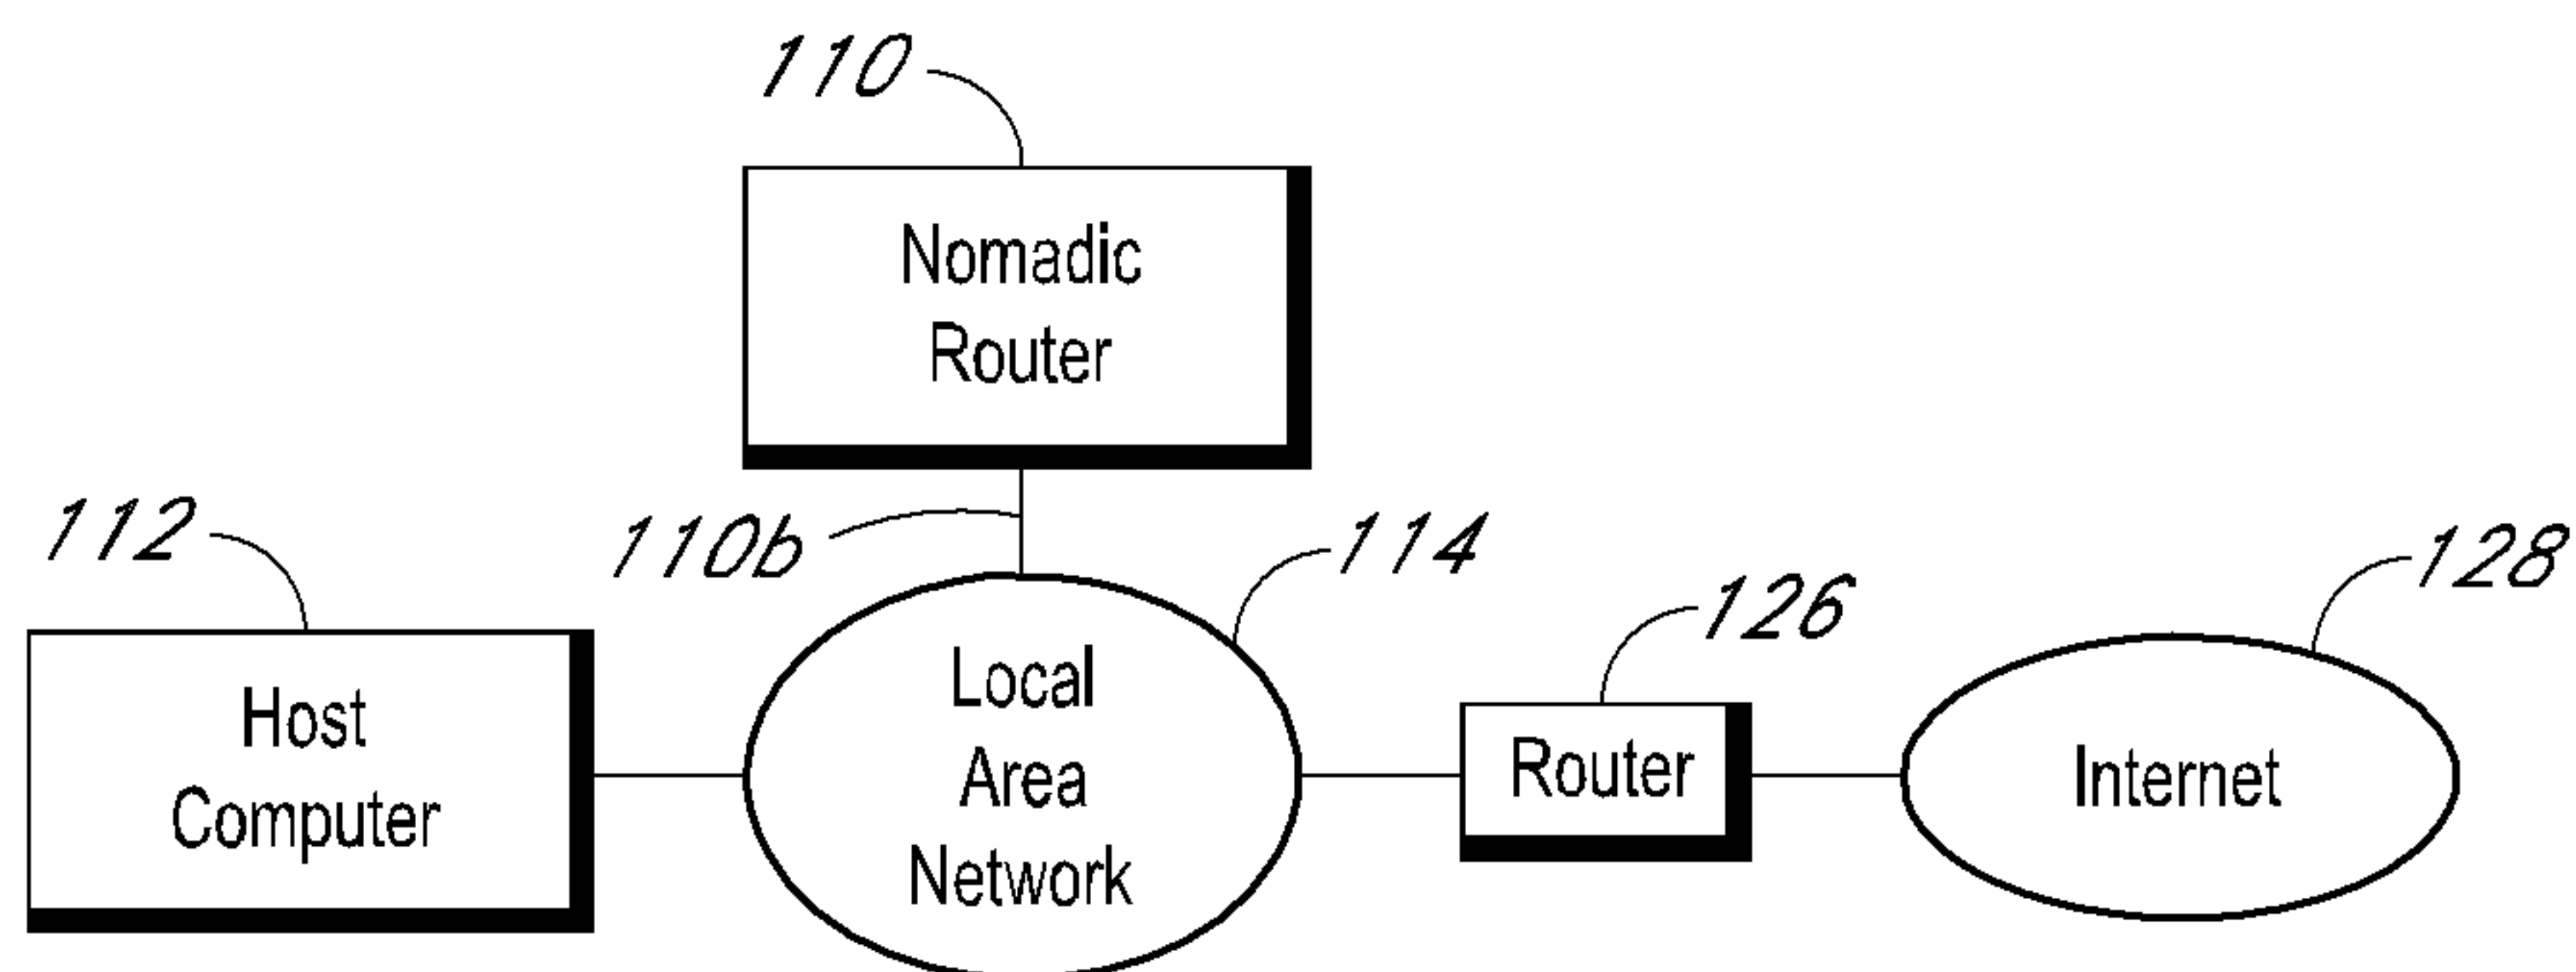 110
Nomadic
Router
112
110b
114
126
128
Host
Computer
Local
Area
Network
Router
Internet